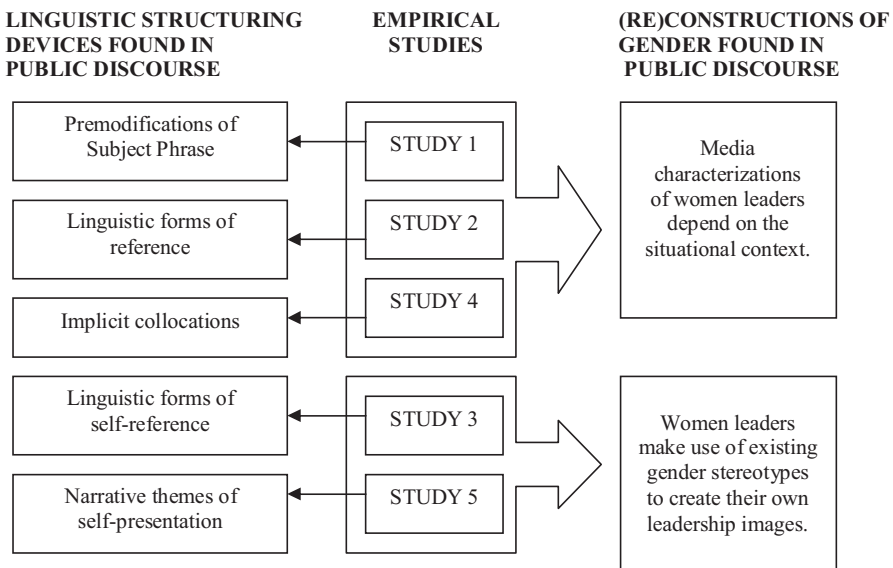 LINGUISTIC STRUCTURING
DEVICES FOUND IN
PUBLIC DISCOURSE
EMPIRICAL
STUDIES
(RE)CONSTRUCTIONS OF
GENDER FOUND IN
PUBLIC DISCOURSE
Premodifications of
Subject Phrase
Linguistic forms of
reference
Implicit collocations
Linguistic forms of
self-reference
Narrative themes of
self-presentation
STUDY 1
STUDY 2
STUDY 4
STUDY 3
STUDY 5
Media
characterizations
of women leaders
depend on the
situational context.
Women leaders
make use of existing
gender stereotypes
to create their own
leadership images.